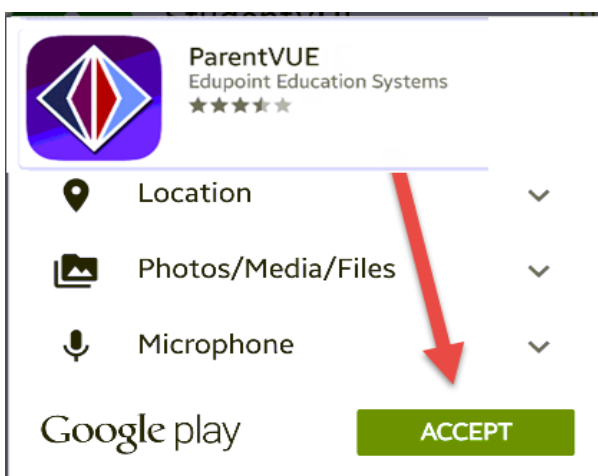 ParentVUE
Edupoint Education Systems
Location
Photos/Media/Files
Microphone
Google play
ACCEPT